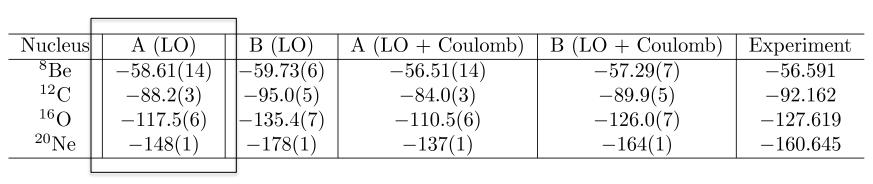 Nucleus A (LO) B (LO) A (LO + Coulomb) B (LO + Coulomb) Experiment
⁸Be −58.61(14) −59.73(6) −56.51(14) −57.29(7) −56.591
¹²C −88.2(3) −95.0(5) −84.0(3) −89.9(5) −92.162
¹⁶O −117.5(6) −135.4(7) −110.5(6) −126.0(7) −127.619
²⁰Ne −148(1) −178(1) −137(1) −164(1) −160.645